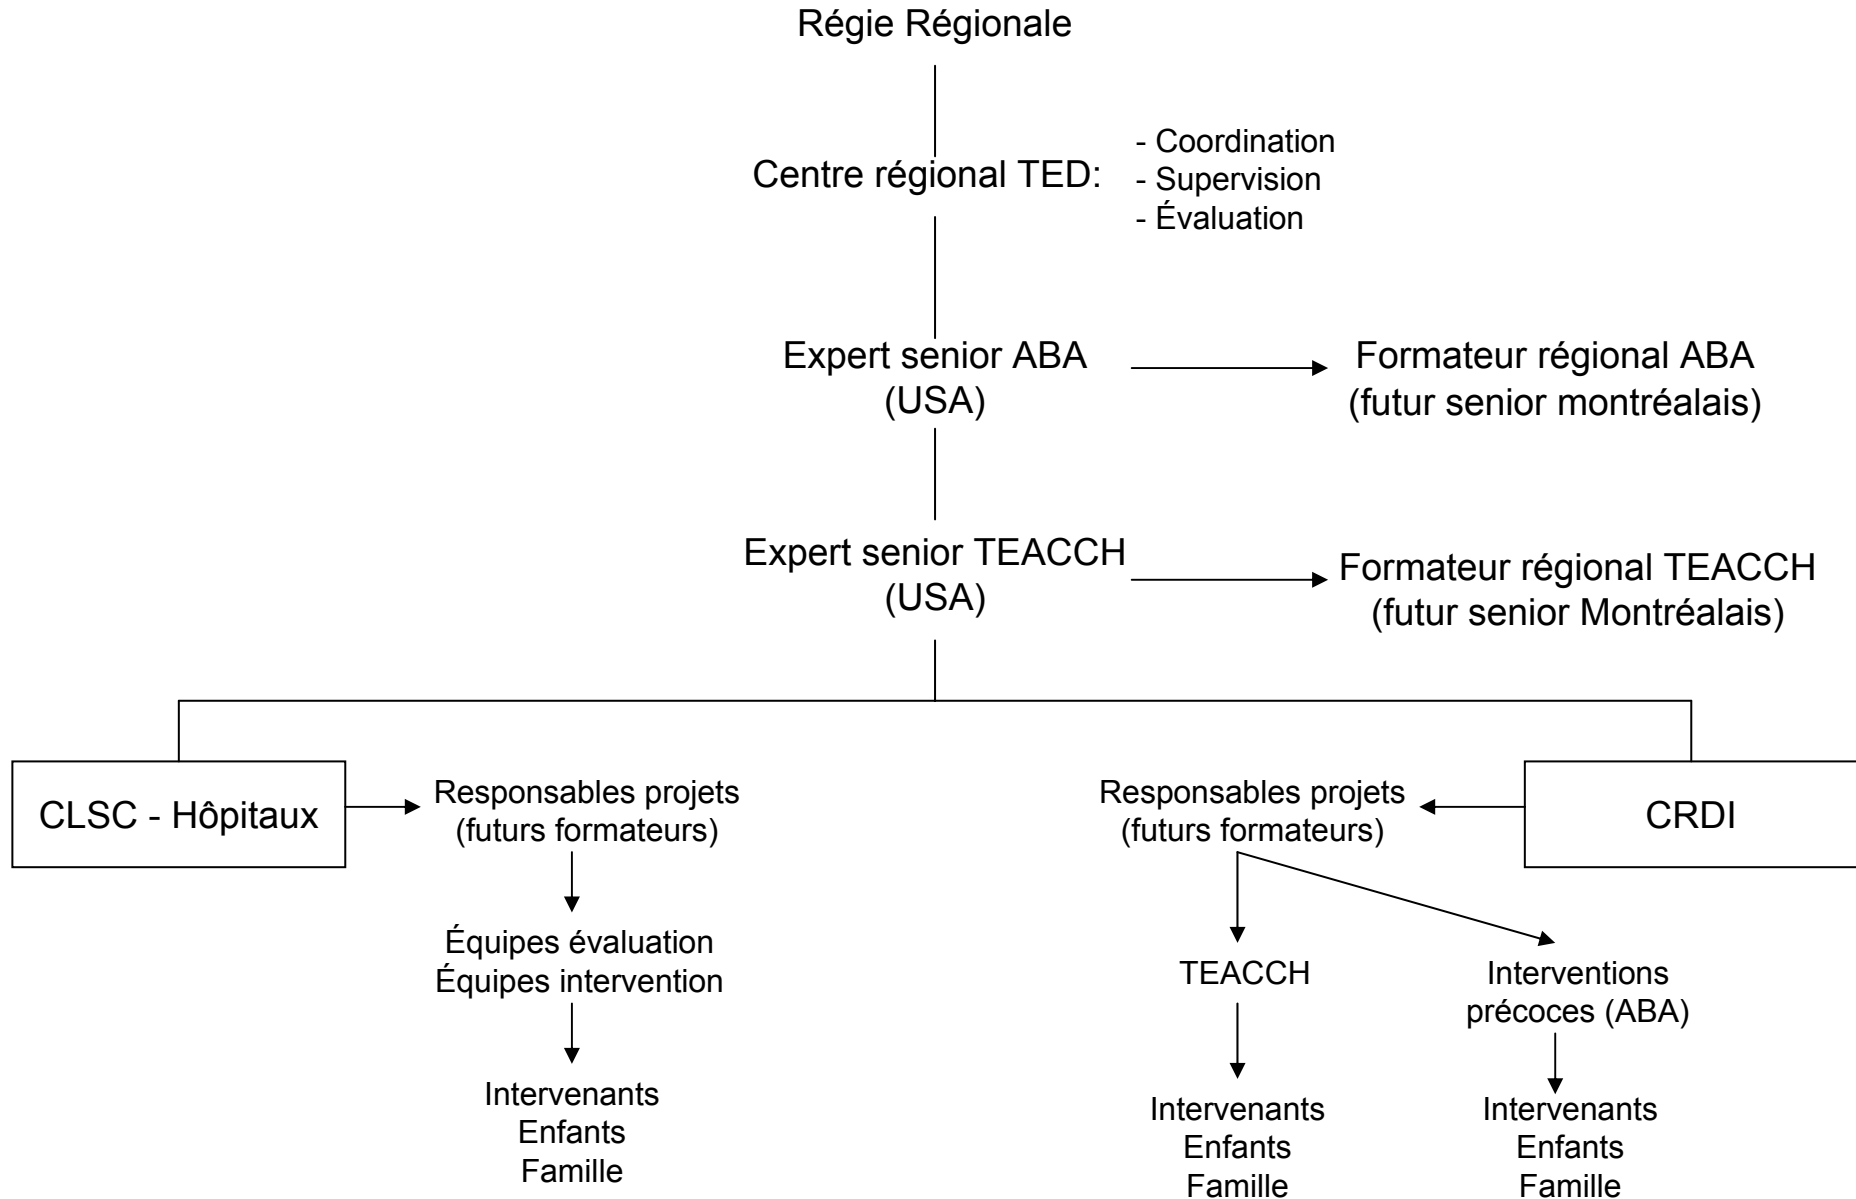 Régie Régionale
Centre régional TED:
- Coordination
- Supervision
- Évaluation
Expert senior ABA
(USA)
Formateur régional ABA
(futur senior montréalais)
Expert senior TEACCH
(USA)
Formateur régional TEACCH
(futur senior Montréalais)
CLSC - Hôpitaux
Responsables projets
(futurs formateurs)
Équipes évaluation
Équipes intervention
Intervenants
Enfants
Famille
CRDI
Responsables projets
(futurs formateurs)
TEACCH
Intervenants
Enfants
Famille
Interventions
précoces (ABA)
Intervenants
Enfants
Famille